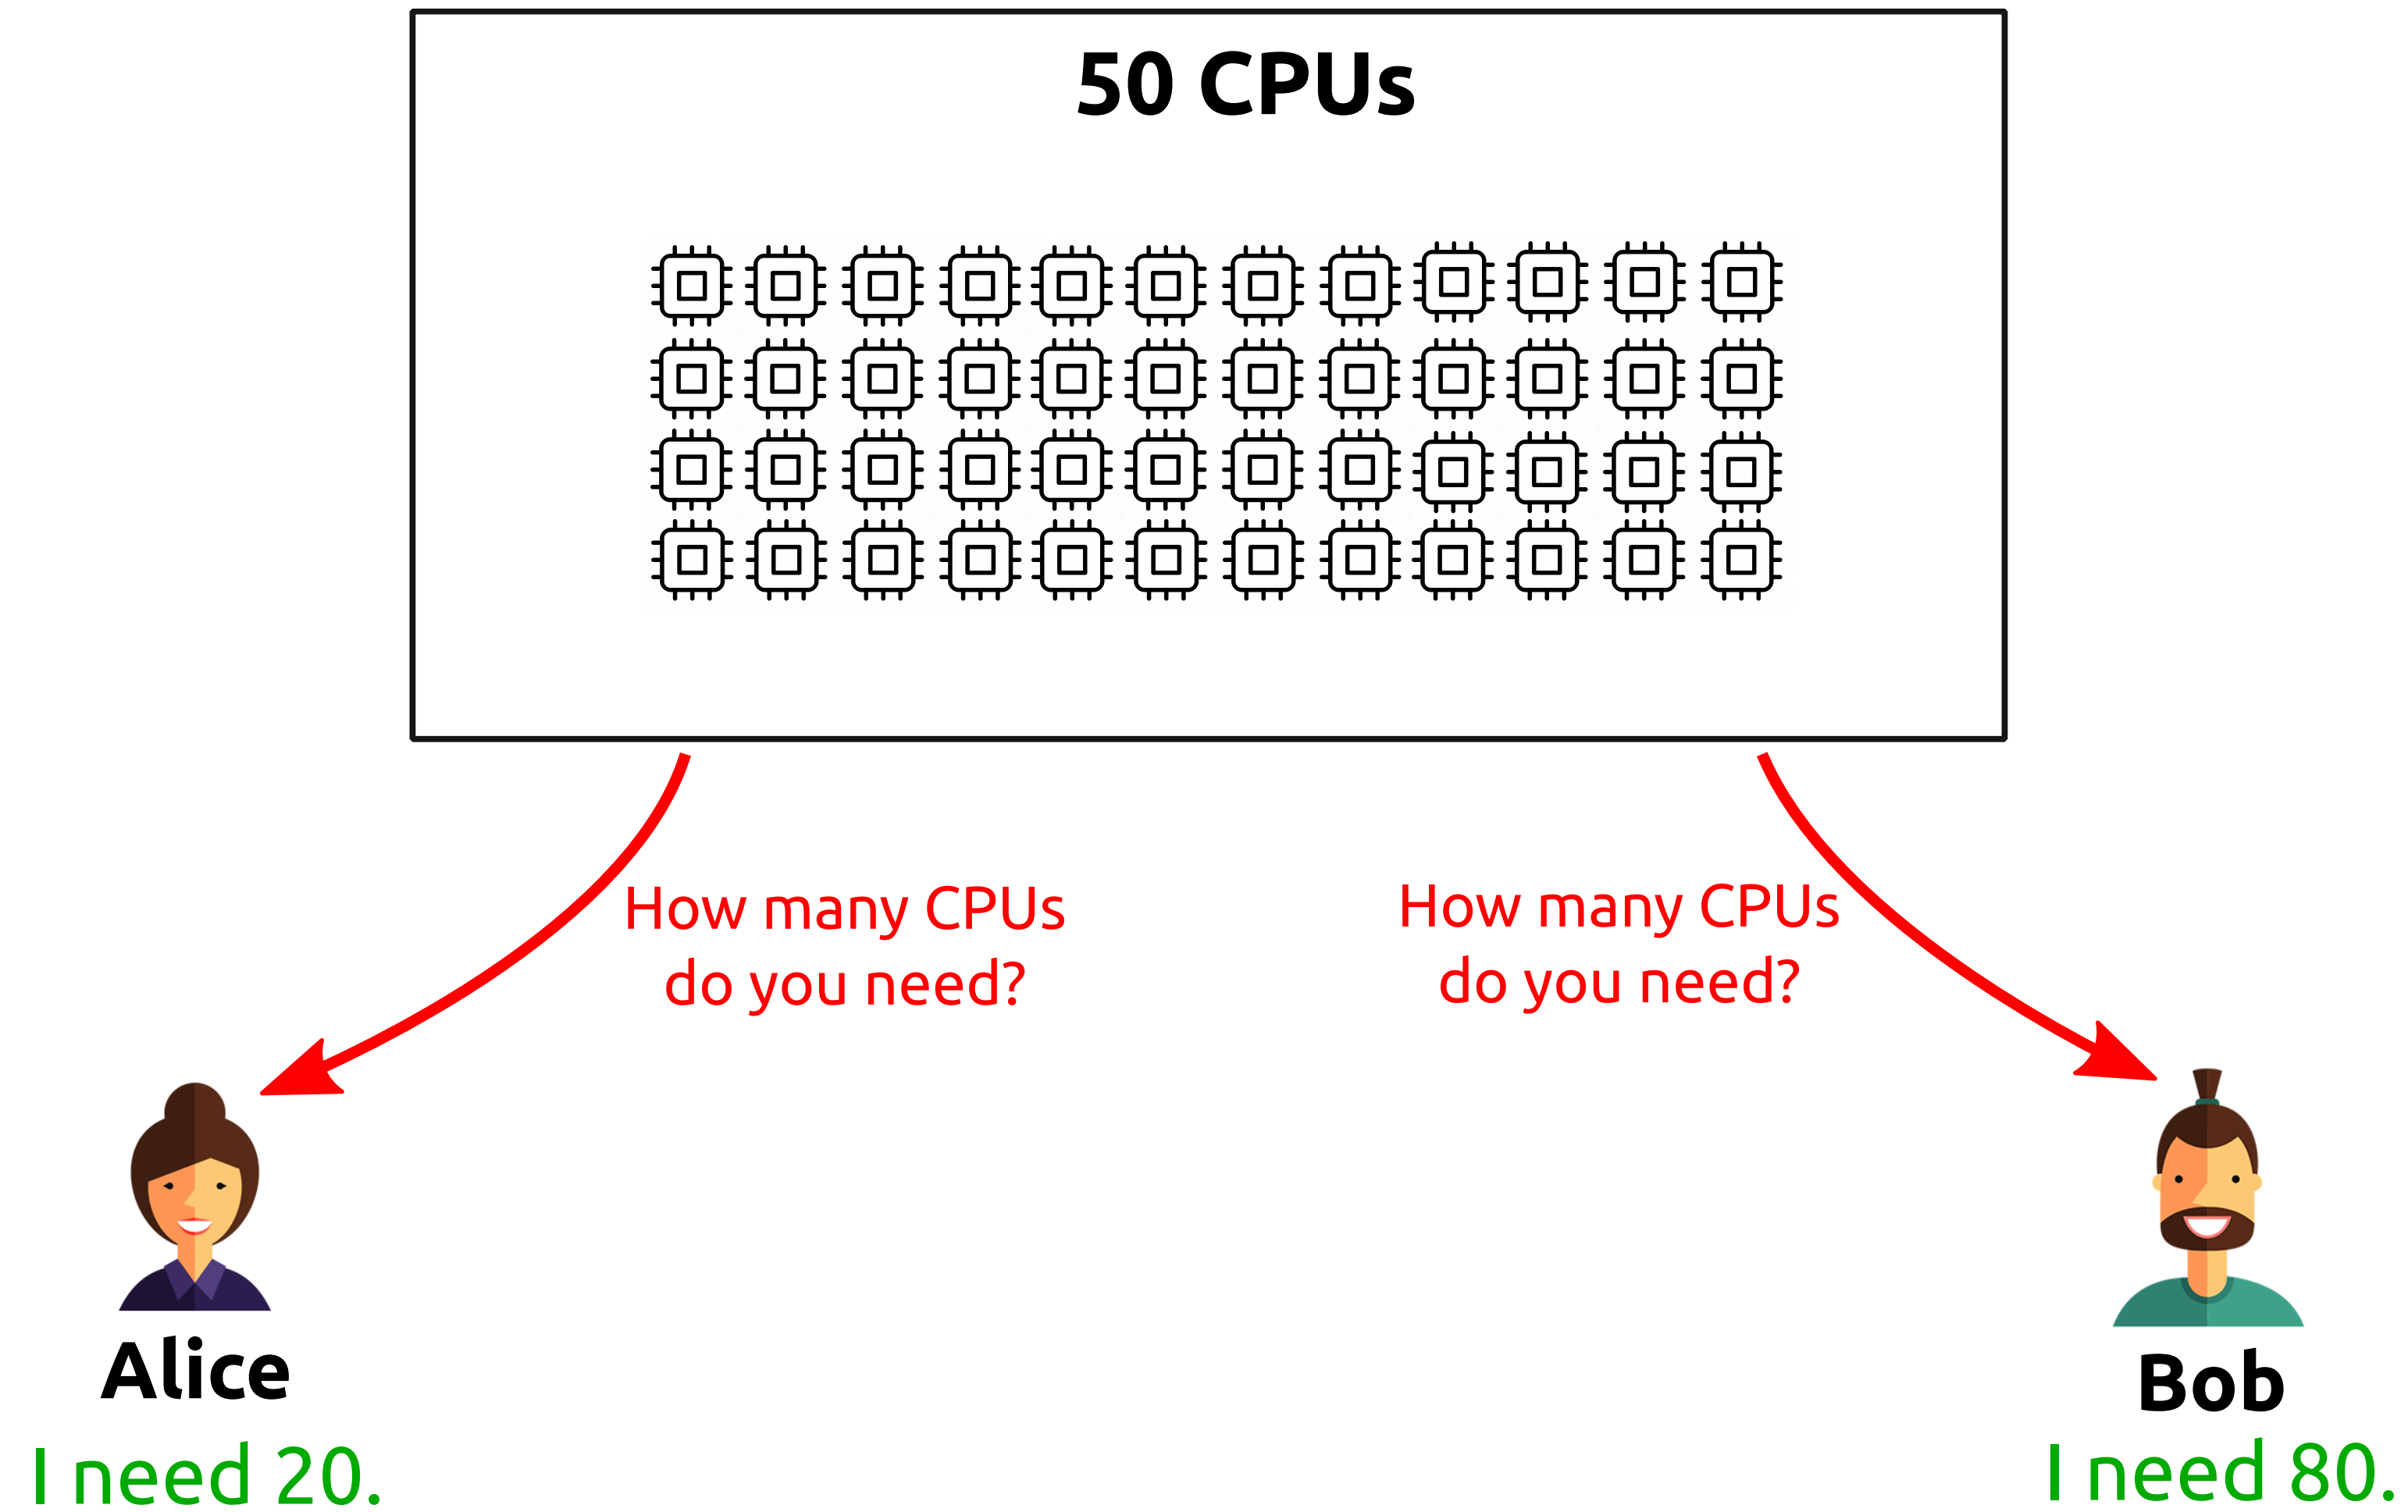 50 CPUs
How many CPUs
do you need?
How many CPUs
do you need?
Alice
I need 20.
Bob
I need 80.